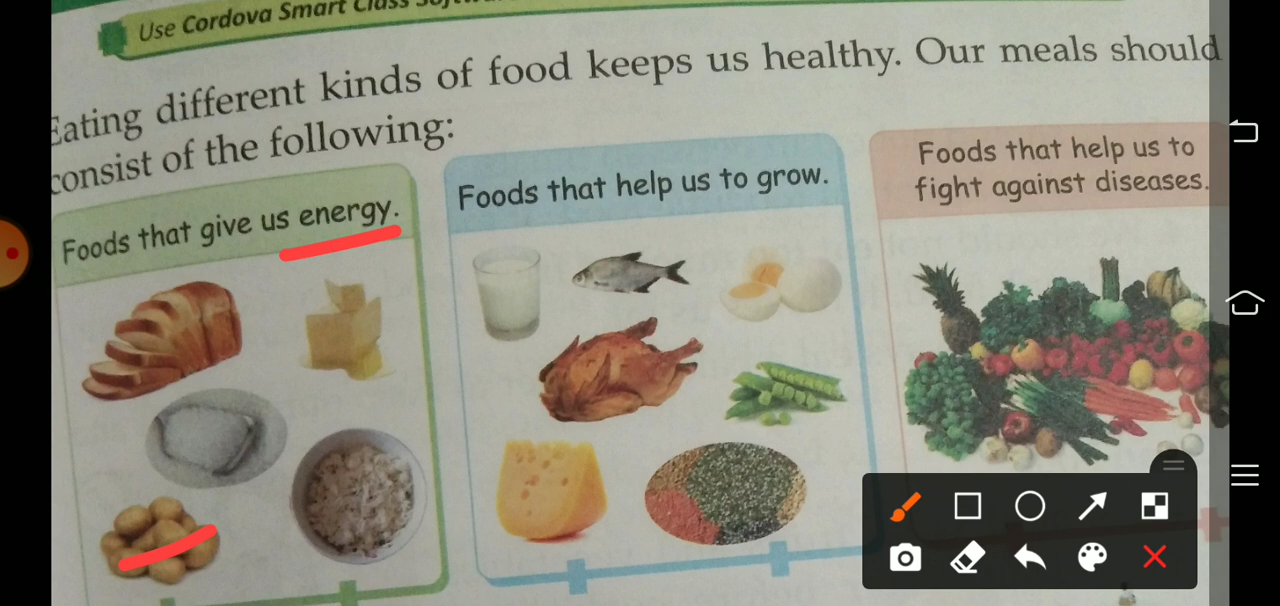 Use Cordova Smart Class
Eating different kinds of food keeps us healthy. Our meals should
consist of the following:
Foods that give us energy.
Foods that help us to grow.
Foods that help us to
fight against diseases.